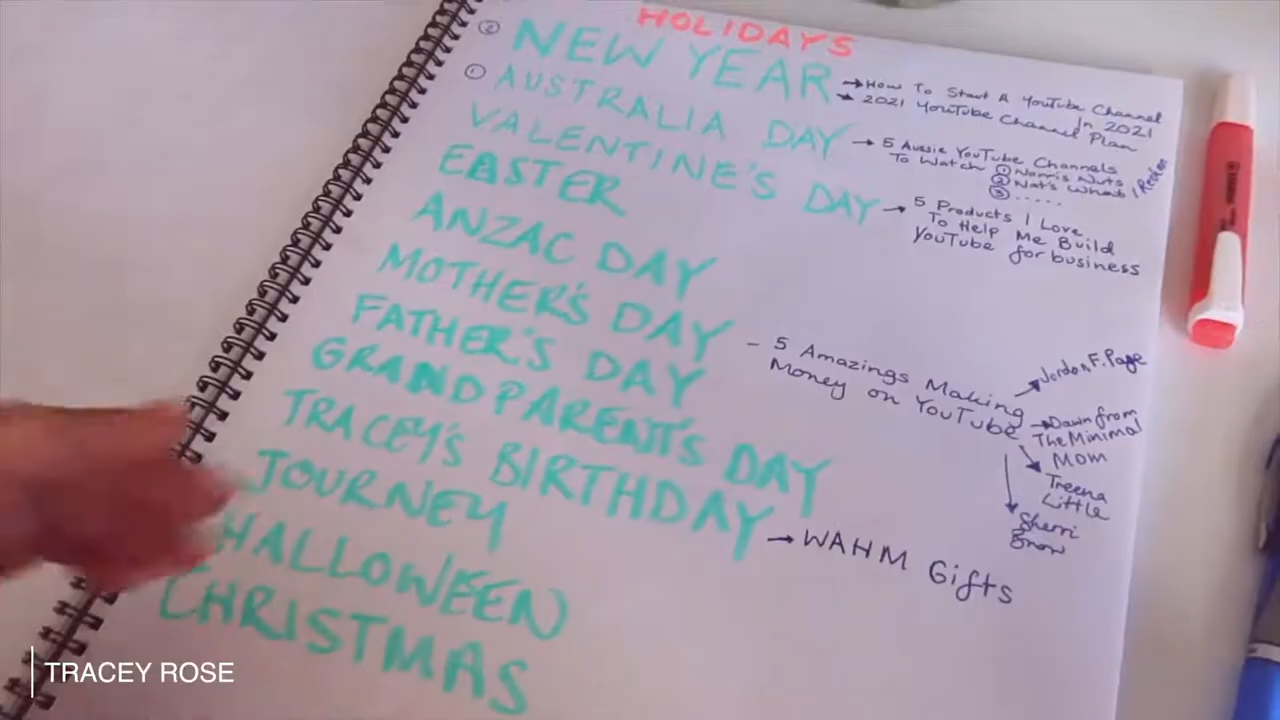 HOLIDAYS
② NEW YEAR
→ How To Start A YouTube Channel
In 2021
→ 2021 YouTube Channel Plan
① AUSTRALIA DAY
→ 5 Aussie YouTube Channels
To Watch ① Norris Nuts
② Nat's What I Reckon
③ .....
VALENTINE'S DAY
→ 5 Products I Love
To Help Me Build
YouTube for business
EASTER
ANZAC DAY
MOTHER'S DAY
- 5 Amazings Making
Money on YouTube
→ Jordan F. Page
→ Dawn from
The Minimal
Mom
→ Treena
Little
→ Sherri
FATHER'S DAY
GRANDPARENT'S DAY
TRACEY'S BIRTHDAY
→ WAHM Gifts
JOURNEY
HALLOWEEN
CHRISTMAS
TRACEY ROSE